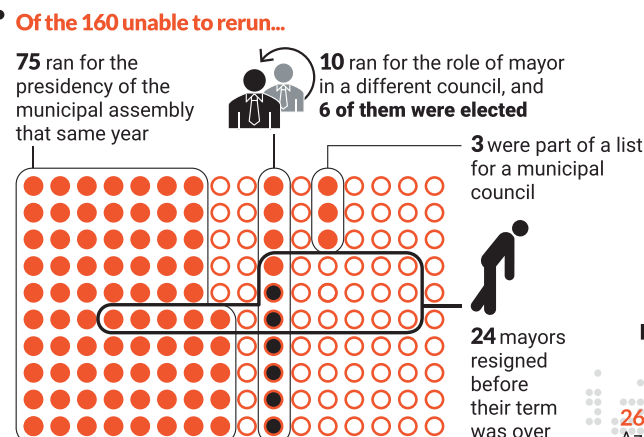 Of the 160 unable to rerun...
75 ran for the
presidency of the
municipal assembly
that same year
10 ran for the role of mayor
in a different council, and
6 of them were elected
3 were part of a list
for a municipal
council
24 mayors
resigned
before
their term
was over
26